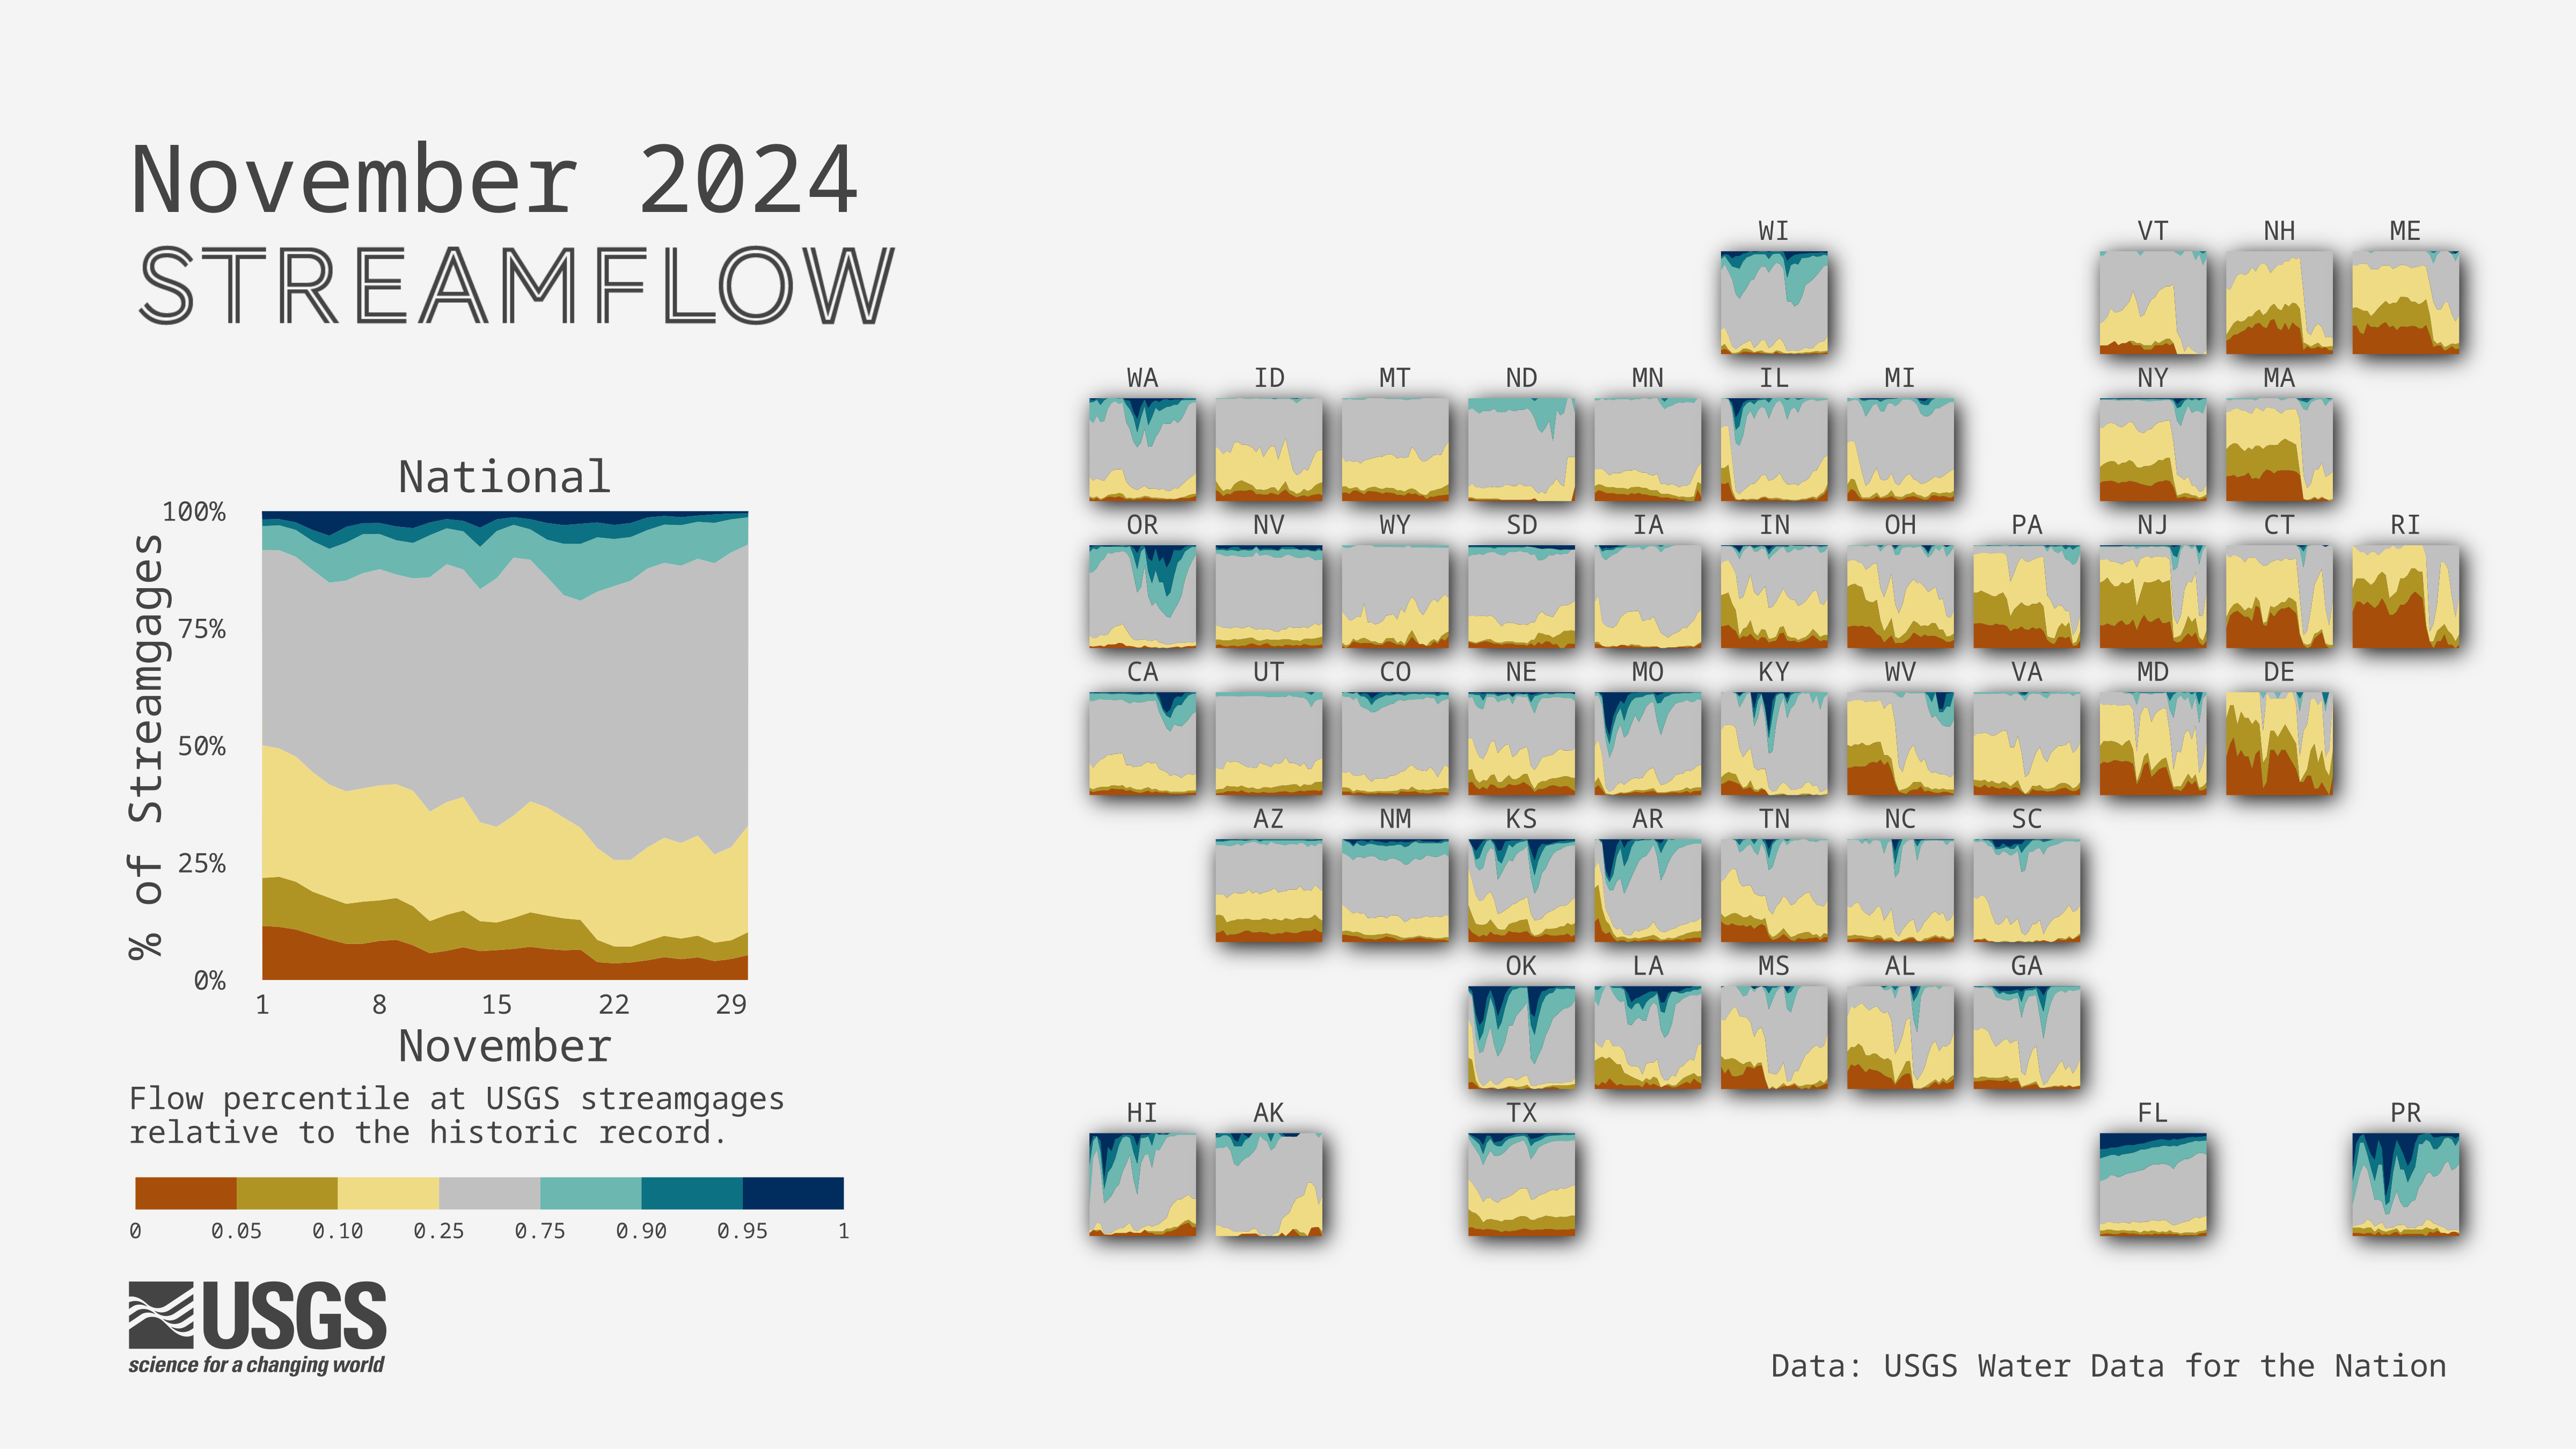 November 2024
STREAMFLOW
National
% of Streamgages
100%
75%
50%
25%
0%
1 8 15 22 29
November
Flow percentile at USGS streamgages
relative to the historic record.
0 0.05 0.10 0.25 0.75 0.90 0.95 1
USGS
science for a changing world
WI VT NH ME
WA ID MT ND MN IL MI NY MA
OR NV WY SD IA IN OH PA NJ CT RI
CA UT CO NE MO KY WV VA MD DE
AZ NM KS AR TN NC SC
OK LA MS AL GA
HI AK TX FL PR
Data: USGS Water Data for the Nation